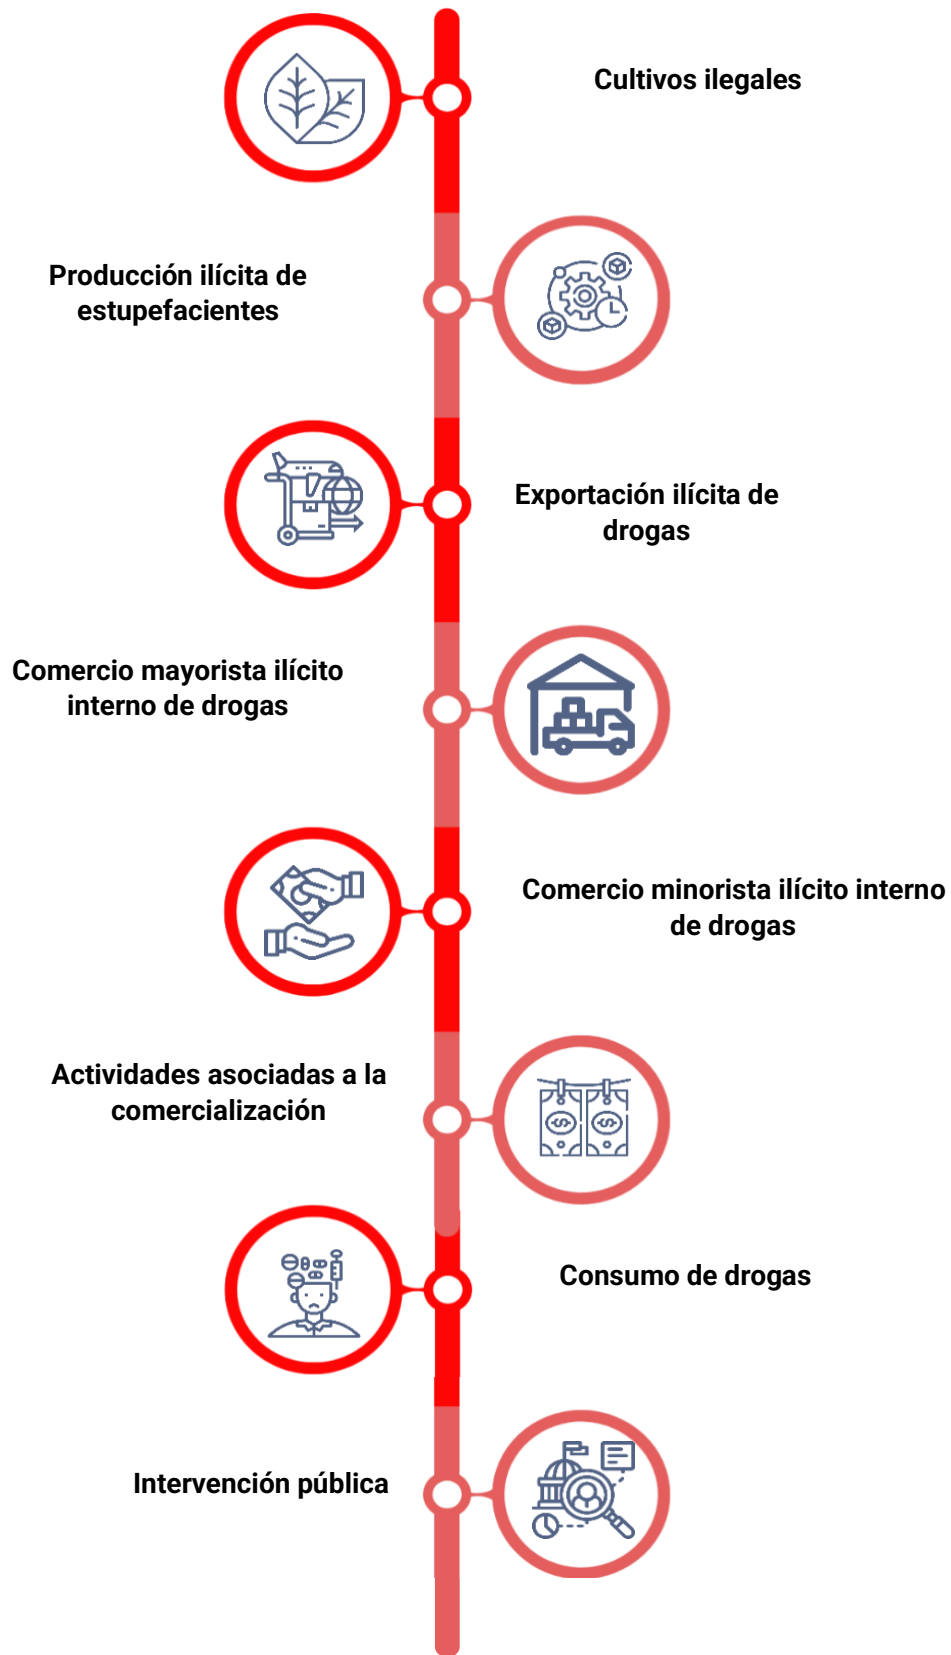 Cultivos ilegales
Producción ilícita de
estupefacientes
Exportación ilícita de
drogas
Comercio mayorista ilícito
interno de drogas
Comercio minorista ilícito interno
de drogas
Actividades asociadas a la
comercialización
Consumo de drogas
Intervención pública